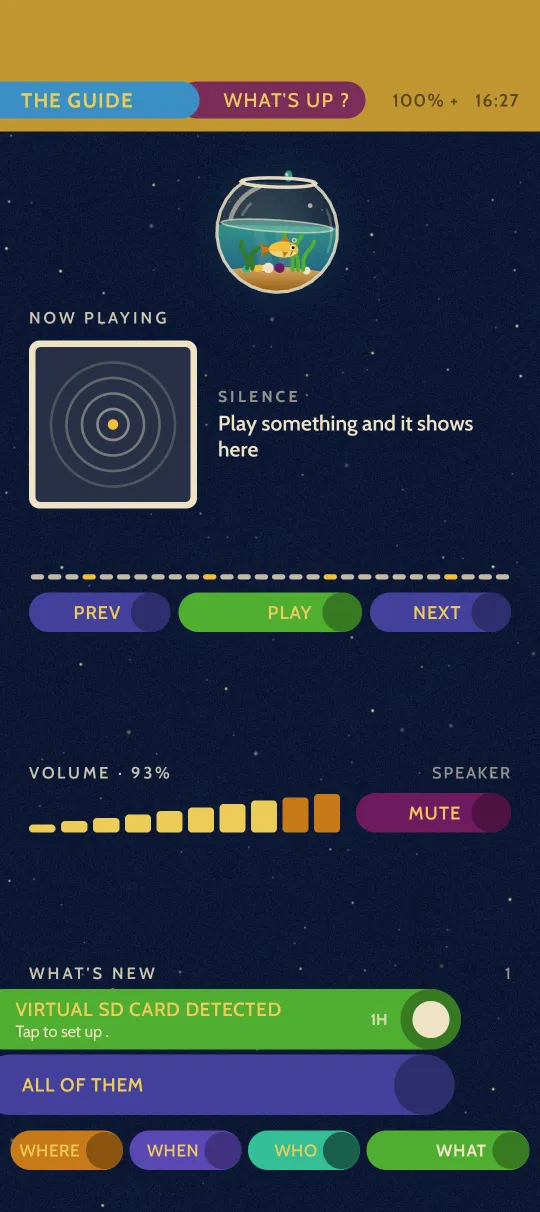 THE GUIDE
WHAT'S UP ?
100% +
16:27
NOW PLAYING
SILENCE
Play something and it shows
here
PREV
PLAY
NEXT
VOLUME · 93%
SPEAKER
MUTE
WHAT'S NEW
1
VIRTUAL SD CARD DETECTED
Tap to set up .
1H
ALL OF THEM
WHERE
WHEN
WHO
WHAT